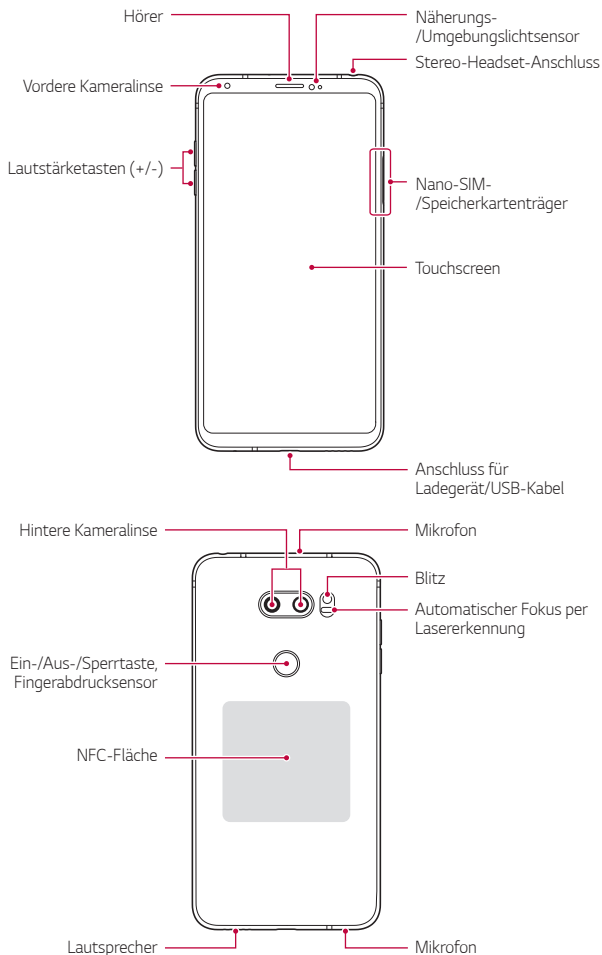 Hörer
Näherungs-
/Umgebungslichtsensor
Stereo-Headset-Anschluss
Vordere Kameralinse
Lautstärketasten (+/-)
Nano-SIM-
/Speicherkartenträger
Touchscreen
Anschluss für
Ladegerät/USB-Kabel
Hintere Kameralinse
Mikrofon
Blitz
Automatischer Fokus per
Lasererkennung
Ein-/Aus-/Sperrtaste,
Fingerabdrucksensor
NFC-Fläche
Lautsprecher
Mikrofon